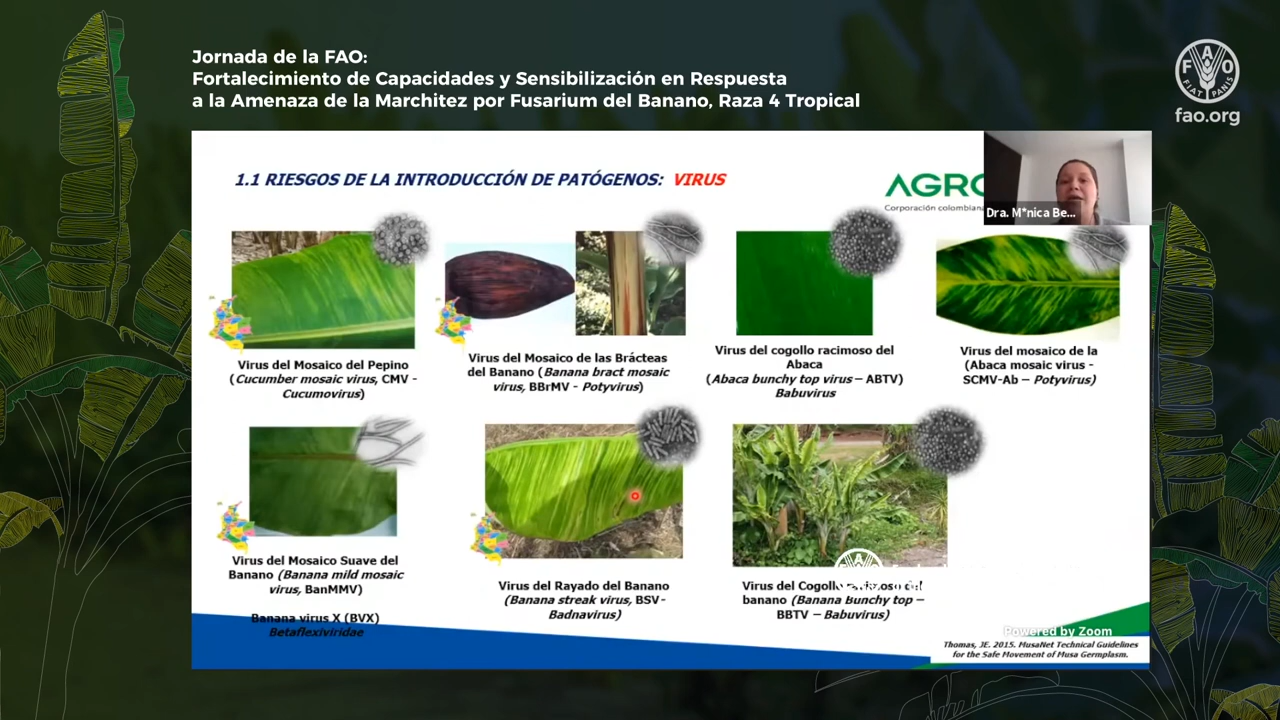 Jornada de la FAO:
Fortalecimiento de Capacidades y Sensibilización en Respuesta
a la Amenaza de la Marchitez por Fusarium del Banano, Raza 4 Tropical
FAO
FIAT PANIS
fao.org
1.1 RIESGOS DE LA INTRODUCCIÓN DE PATÓGENOS: VIRUS
AGRO
Corporación colombiana
Dra. M*nica Be...
Virus del Mosaico del Pepino
(Cucumber mosaic virus, CMV -
Cucumovirus)
Virus del Mosaico de las Brácteas
del Banano (Banana bract mosaic
virus, BBrMV - Potyvirus)
Virus del cogollo racimoso del
Abaca
(Abaca bunchy top virus – ABTV)
Babuvirus
Virus del mosaico de la
(Abaca mosaic virus -
SCMV-Ab – Potyvirus)
Virus del Mosaico Suave del
Banano (Banana mild mosaic
virus, BanMMV)
Banana virus X (BVX)
Betaflexiviridae
Virus del Rayado del Banano
(Banana streak virus, BSV-
Badnavirus)
Virus del Cogollo del
banano (Banana Bunchy top –
BBTV – Babuvirus)
Powered by Zoom
Thomas, JE. 2015. MusaNet Technical Guidelines
for the Safe Movement of Musa Germplasm.